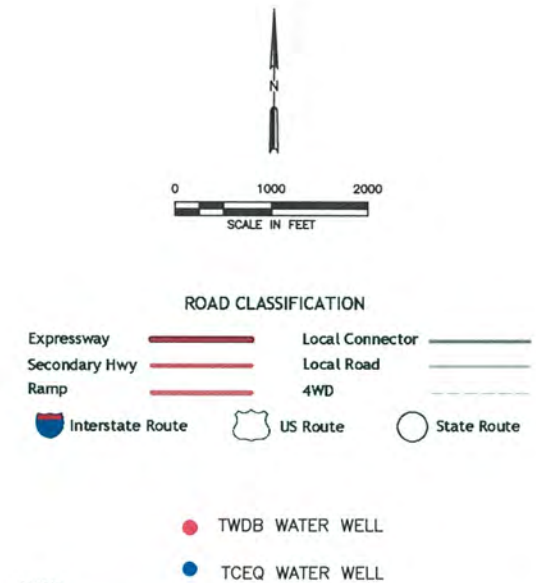 N
0 1000 2000
SCALE IN FEET
ROAD CLASSIFICATION
Expressway Local Connector
Secondary Hwy Local Road
Ramp 4WD
Interstate Route US Route State Route
TWDB WATER WELL
TCEQ WATER WELL